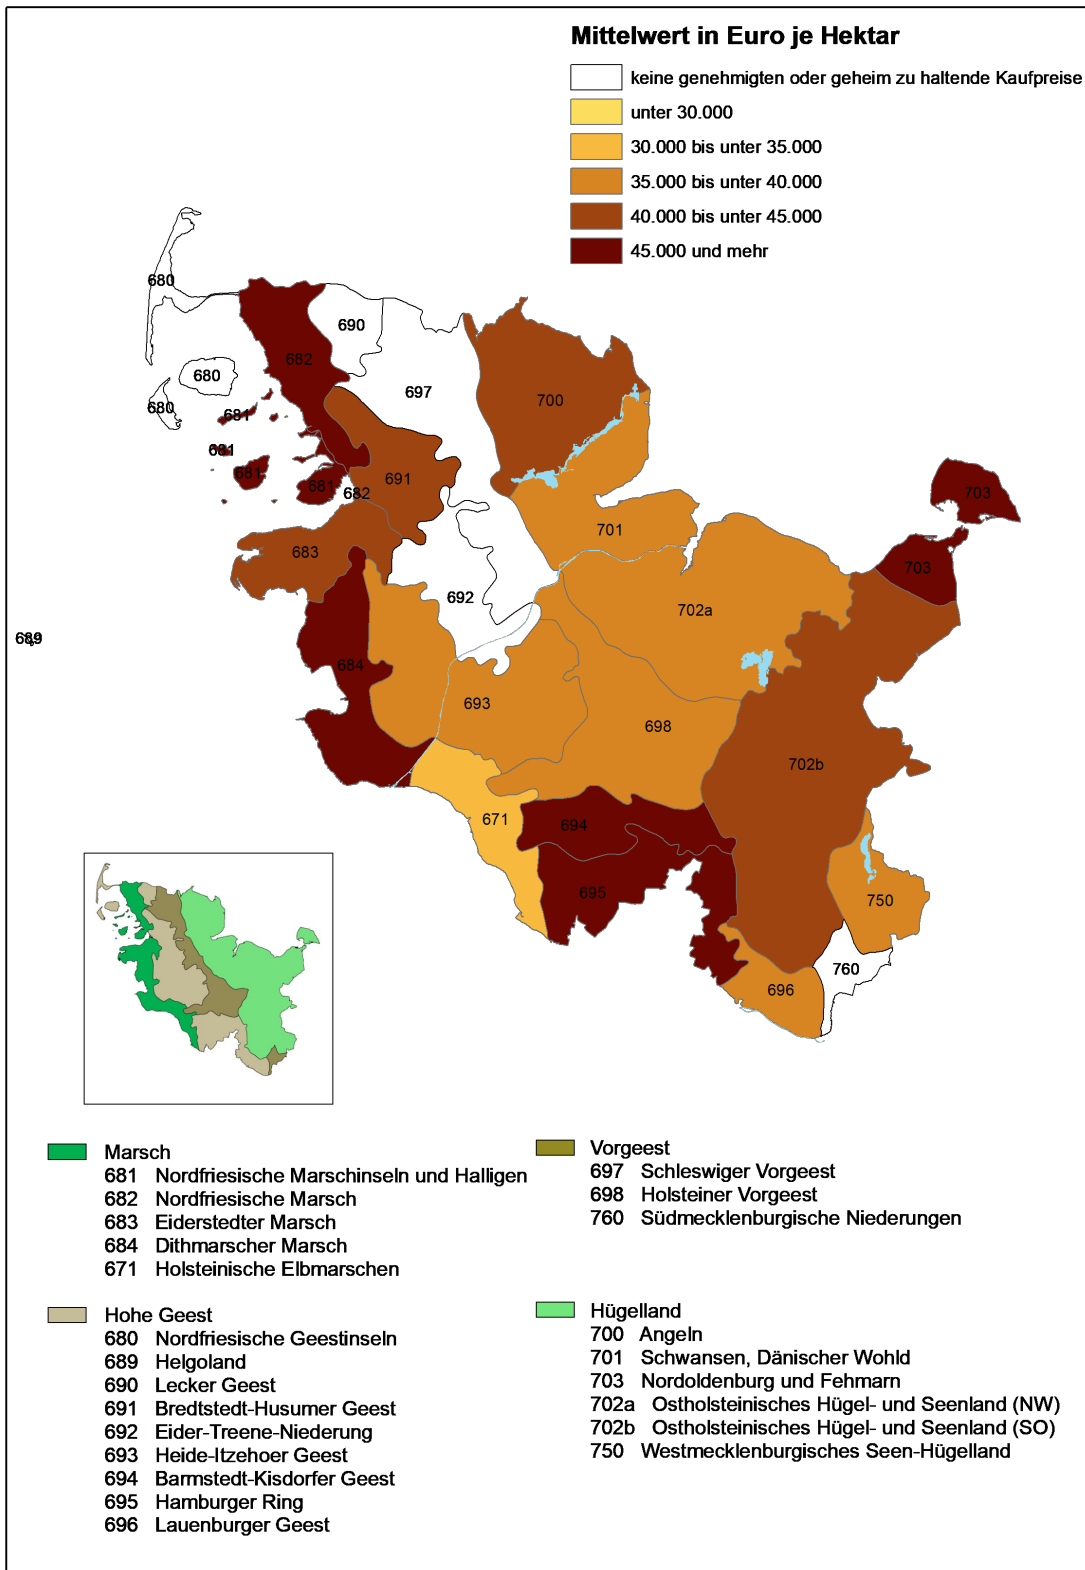 Mittelwert in Euro je Hektar
keine genehmigten oder geheim zu haltende Kaufpreise
unter 30.000
30.000 bis unter 35.000
35.000 bis unter 40.000
40.000 bis unter 45.000
45.000 und mehr
680
690
682
680
697
680
681
700
681
681
681
682
691
703
701
683
703
692
702a
689
684
693
698
702b
671
694
695
750
760
696
Marsch
681 Nordfriesische Marschinseln und Halligen
682 Nordfriesische Marsch
683 Eiderstedter Marsch
684 Dithmarscher Marsch
671 Holsteinische Elbmarschen
Hohe Geest
680 Nordfriesische Geestinseln
689 Helgoland
690 Lecker Geest
691 Bredtstedt-Husumer Geest
692 Eider-Treene-Niederung
693 Heide-Itzehoer Geest
694 Barmstedt-Kisdorfer Geest
695 Hamburger Ring
696 Lauenburger Geest
Vorgeest
697 Schleswiger Vorgeest
698 Holsteiner Vorgeest
760 Südmecklenburgische Niederungen
Hügelland
700 Angeln
701 Schwansen, Dänischer Wohld
703 Nordoldenburg und Fehmarn
702a Ostholsteinisches Hügel- und Seenland (NW)
702b Ostholsteinisches Hügel- und Seenland (SO)
750 Westmecklenburgisches Seen-Hügelland